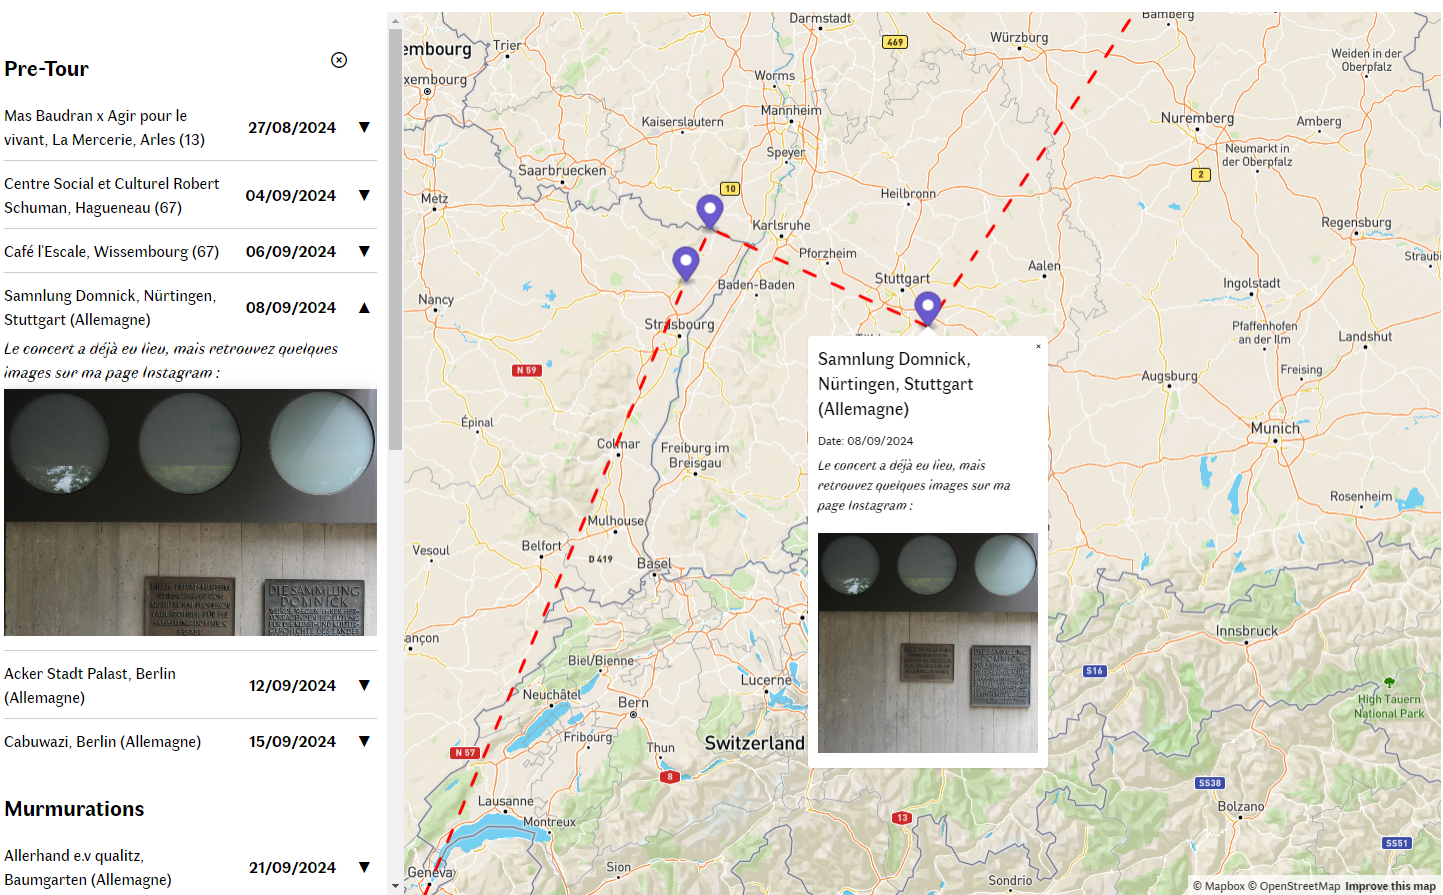 Pre-Tour
Mas Baudran x Agir pour le
vivant, La Mercerie, Arles (13)
27/08/2024
Centre Social et Culturel Robert
Schuman, Hagueneau (67)
04/09/2024
Café l'Escale, Wissembourg (67)
06/09/2024
Samnlung Domnick, Nürtingen,
Stuttgart (Allemagne)
08/09/2024
Le concert a déjà eu lieu, mais retrouvez quelques
images sur ma page Instagram :
DIE SAMMLUNG
DOMNICK
Acker Stadt Palast, Berlin
(Allemagne)
12/09/2024
Cabuwazi, Berlin (Allemagne)
15/09/2024
Murmurations
Allerhand e.v qualitz,
Baumgarten (Allemagne)
21/09/2024
Darmstadt
Bamberg
embourg
Trier
469
Würzburg
Weiden in der
Oberpfalz
xembourg
Worms
Mannheim
Kaiserslautern
Nuremberg
Amberg
Speyer
Neumarkt in
der Oberpfalz
Saarbruecken
2
Metz
10
Heilbronn
Karlsruhe
Regensburg
Pforzheim
Straubi
Stuttgart
Aalen
Baden-Baden
Ingolstadt
Nancy
Strasbourg
Pfaffenhofen
an der Ilm
Landshut
N 59
Freising
Augsburg
Samnlung Domnick,
Nürtingen, Stuttgart
(Allemagne)
Date: 08/09/2024
Le concert a déjà eu lieu, mais
retrouvez quelques images sur ma
page Instagram :
DIE SAMMLUNG
DOMNICK
Épinal
Munich
Colmar
Freiburg im
Breisgau
Rosenheim
Mulhouse
Vesoul
Belfort
D 419
Basel
ançon
Innsbruck
Biel/Bienne
S16
Lucerne
Neuchâtel
Bern
High Tauern
National Park
Fribourg
Thun
Switzerland
N 57
8
SS38
Lausanne
Bolzano
Montreux
13
SS51
Geneva
Sion
Sondrio
© Mapbox © OpenStreetMap Improve this map